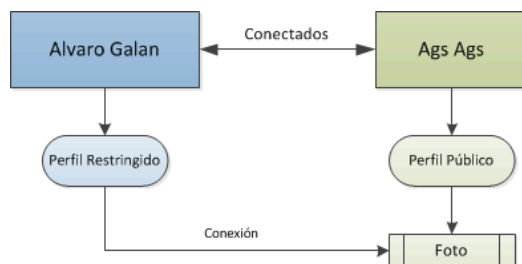 Alvaro Galan
Conectados
Ags Ags
Perfil Restringido
Perfil Público
Conexión
Foto